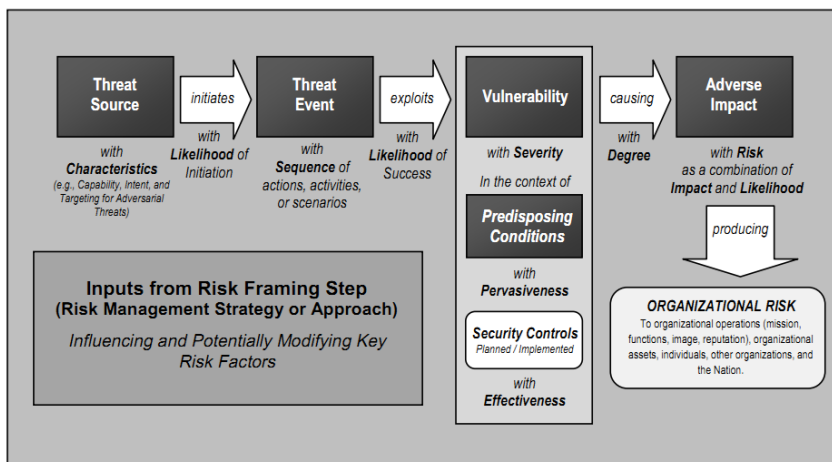 Threat
Source
initiates
Threat
Event
exploits
Vulnerability
causing
Adverse
Impact
with
Characteristics
(e.g., Capability, Intent, and
Targeting for Adversarial
Threats)
with
Likelihood of
Initiation
with
Sequence of
actions, activities,
or scenarios
with
Likelihood of
Success
with Severity
In the context of
Predisposing
Conditions
with
Pervasiveness
Security Controls
Planned / Implemented
with
Effectiveness
with
Degree
with Risk
as a combination of
Impact and Likelihood
producing
ORGANIZATIONAL RISK
To organizational operations (mission,
functions, image, reputation), organizational
assets, individuals, other organizations, and
the Nation.
Inputs from Risk Framing Step
(Risk Management Strategy or Approach)
Influencing and Potentially Modifying Key
Risk Factors